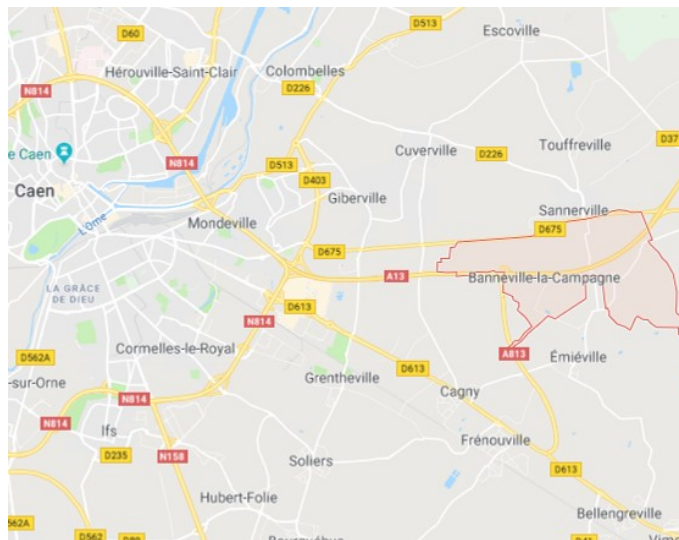 D513
D60
Escoville
Hérouville-Saint-Clair
Colombelles
N814
D226
Touffreville
D37
e Caen
Cuverville
D226
N814
D513
D403
Caen
Giberville
L'Orne
Mondeville
Sannerville
D675
D675
A13
Banneville-la-Campagne
LA GRÂCE
DE DIEU
D613
N814
Cormelles-le-Royal
D562A
A813
Émiéville
-sur-Orne
Grentheville
D613
N814
Cagny
N814
Ifs
Frénouville
D235
N158
Soliers
D613
Hubert-Folie
Bellengreville
562A
D562